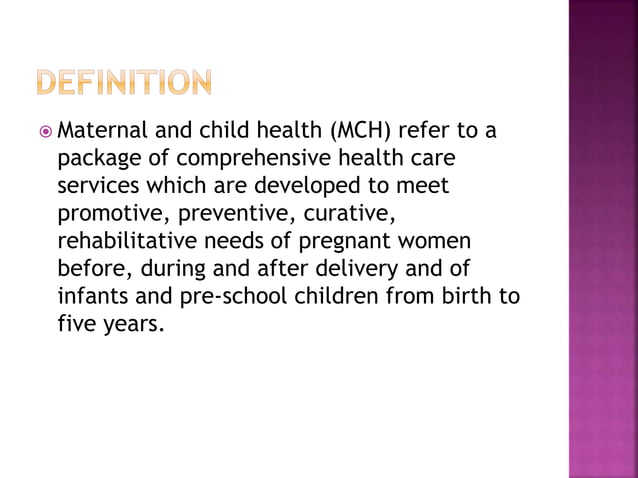 DEFINITION
Maternal and child health (MCH) refer to a
package of comprehensive health care
services which are developed to meet
promotive, preventive, curative,
rehabilitative needs of pregnant women
before, during and after delivery and of
infants and pre-school children from birth to
five years.